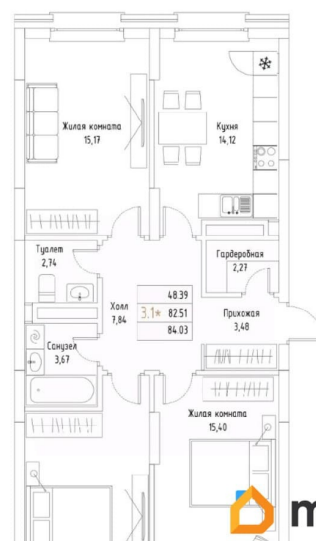 Жилая комната
15,17
Кухня
14,12
Туалет
2,74
Гардеробная
2,27
Холл
7,84
48.39
3.1* 82.51
84.03
Прихожая
3,48
Санузел
3,67
Жилая комната
15,40
m